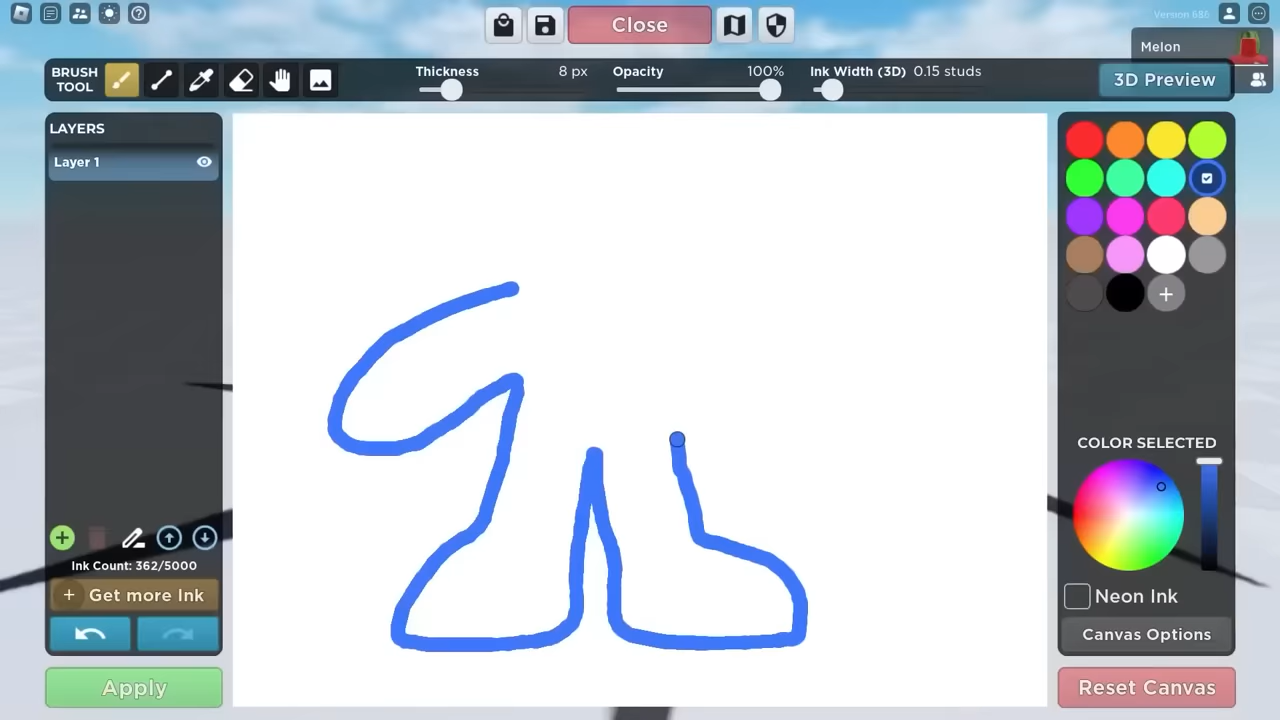 Close
Version 685
Melon
BRUSH
TOOL
Thickness 8 px
Opacity 100%
Ink Width (3D) 0.15 studs
3D Preview
LAYERS
Layer 1
Ink Count: 362/5000
+ Get more Ink
Apply
COLOR SELECTED
Neon Ink
Canvas Options
Reset Canvas